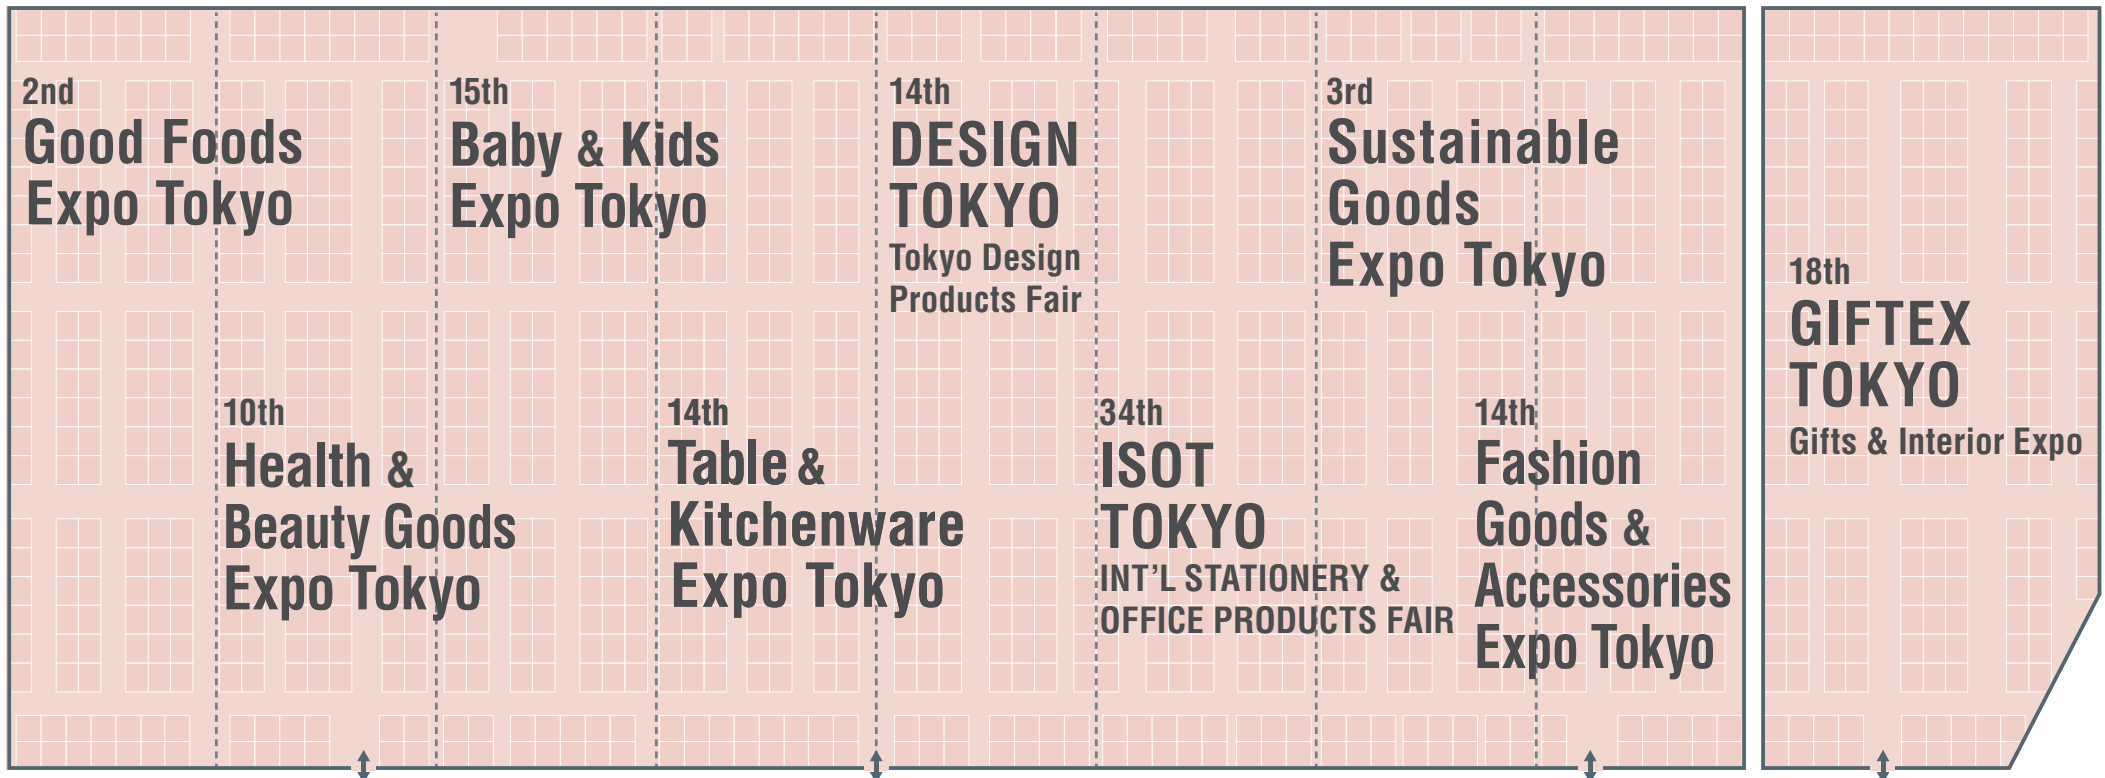 2nd
Good Foods
Expo Tokyo
10th
Health &
Beauty Goods
Expo Tokyo
15th
Baby & Kids
Expo Tokyo
14th
Table &
Kitchenware
Expo Tokyo
14th
DESIGN
TOKYO
Tokyo Design
Products Fair
34th
ISOT
TOKYO
INT'L STATIONERY &
OFFICE PRODUCTS FAIR
3rd
Sustainable
Goods
Expo Tokyo
14th
Fashion
Goods &
Accessories
Expo Tokyo
18th
GIFTEX
TOKYO
Gifts & Interior Expo